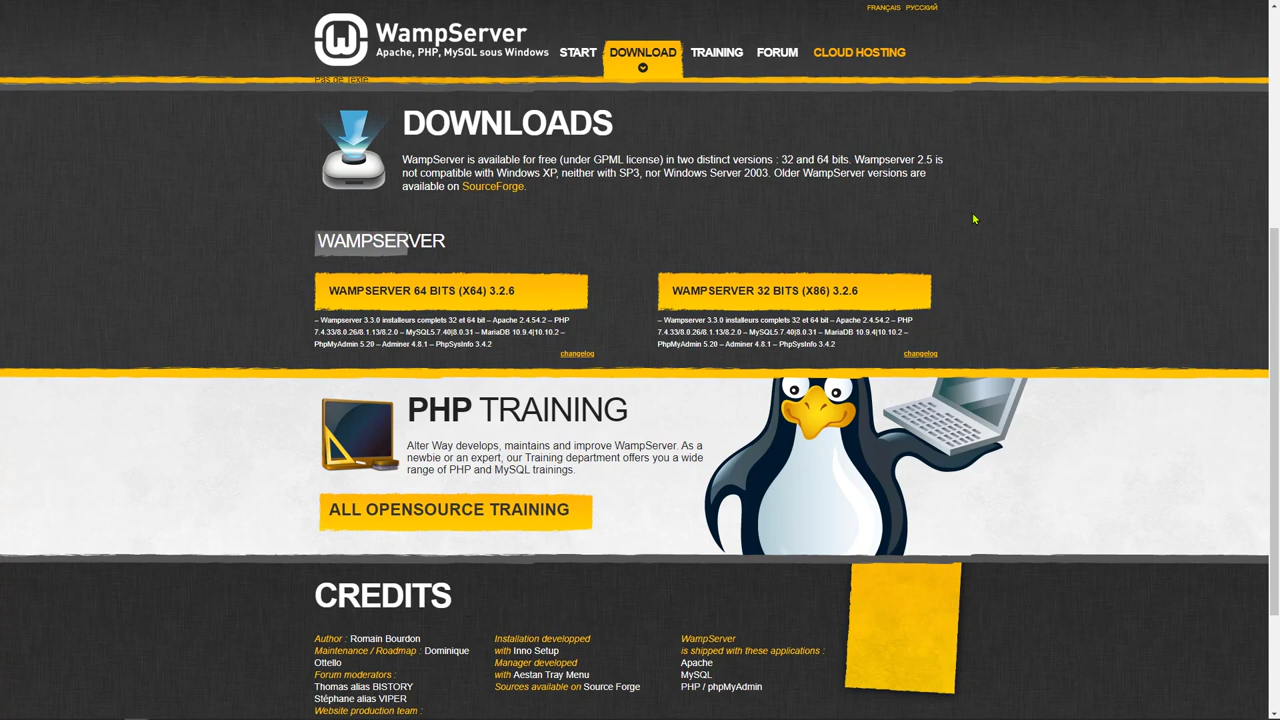 FRANÇAIS РУССКИЙ
WampServer
Apache, PHP, MySQL sous Windows
START DOWNLOAD TRAINING FORUM CLOUD HOSTING
Pas de Texte
DOWNLOADS
WampServer is available for free (under GPML license) in two distinct versions : 32 and 64 bits. Wampserver 2.5 is
not compatible with Windows XP, neither with SP3, nor Windows Server 2003. Older WampServer versions are
available on SourceForge.
WAMPSERVER
WAMPSERVER 64 BITS (X64) 3.2.6
– Wampserver 3.3.0 installeurs complets 32 et 64 bit – Apache 2.4.54.2 – PHP
7.4.33/8.0.26/8.1.13/8.2.0 – MySQL5.7.40|8.0.31 – MariaDB 10.9.4|10.10.2 –
PhpMyAdmin 5.20 – Adminer 4.8.1 – PhpSysInfo 3.4.2
changelog
WAMPSERVER 32 BITS (X86) 3.2.6
– Wampserver 3.3.0 installeurs complets 32 et 64 bit – Apache 2.4.54.2 – PHP
7.4.33/8.0.26/8.1.13/8.2.0 – MySQL5.7.40|8.0.31 – MariaDB 10.9.4|10.10.2 –
PhpMyAdmin 5.20 – Adminer 4.8.1 – PhpSysInfo 3.4.2
changelog
PHP TRAINING
Alter Way develops, maintains and improve WampServer. As a
newbie or an expert, our Training department offers you a wide
range of PHP and MySQL trainings.
ALL OPENSOURCE TRAINING
CREDITS
Author : Romain Bourdon
Maintenance / Roadmap : Dominique
Ottello
Forum moderators :
Thomas alias BISTORY
Stéphane alias VIPER
Website production team :
Installation developped
with Inno Setup
Manager developed
with Aestan Tray Menu
Sources available on Source Forge
WampServer
is shipped with these applications :
Apache
MySQL
PHP / phpMyAdmin